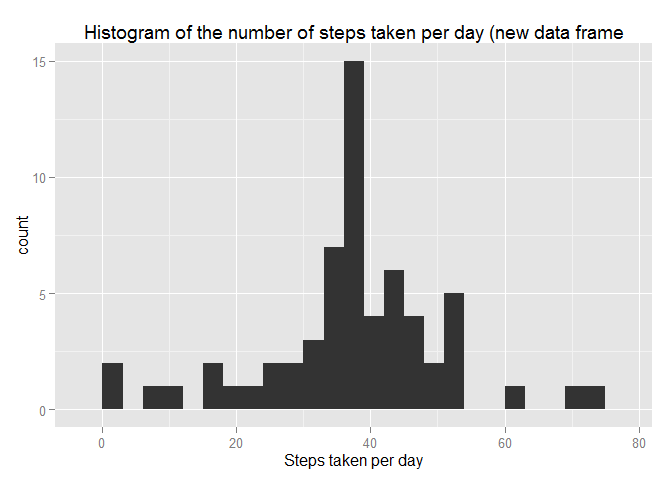 Histogram of the number of steps taken per day (new data frame
15
10
5
0
count
0 20 40 60 80
Steps taken per day